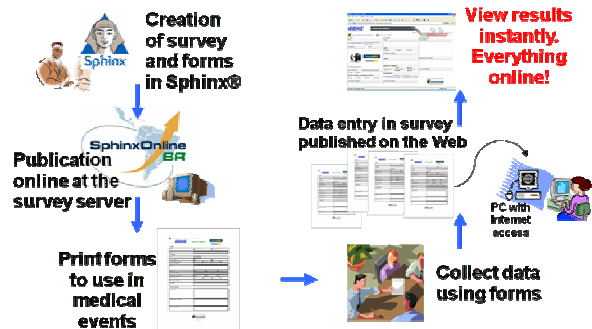 Creation
of survey
and forms
in Sphinx®
Sphinx
SphinxOnline
BR
Publication
online at the
survey server
Print forms
to use in
medical
events
Collect data
using forms
Data entry in survey
published on the Web
PC with
Internet
access
View results
instantly.
Everything
online!